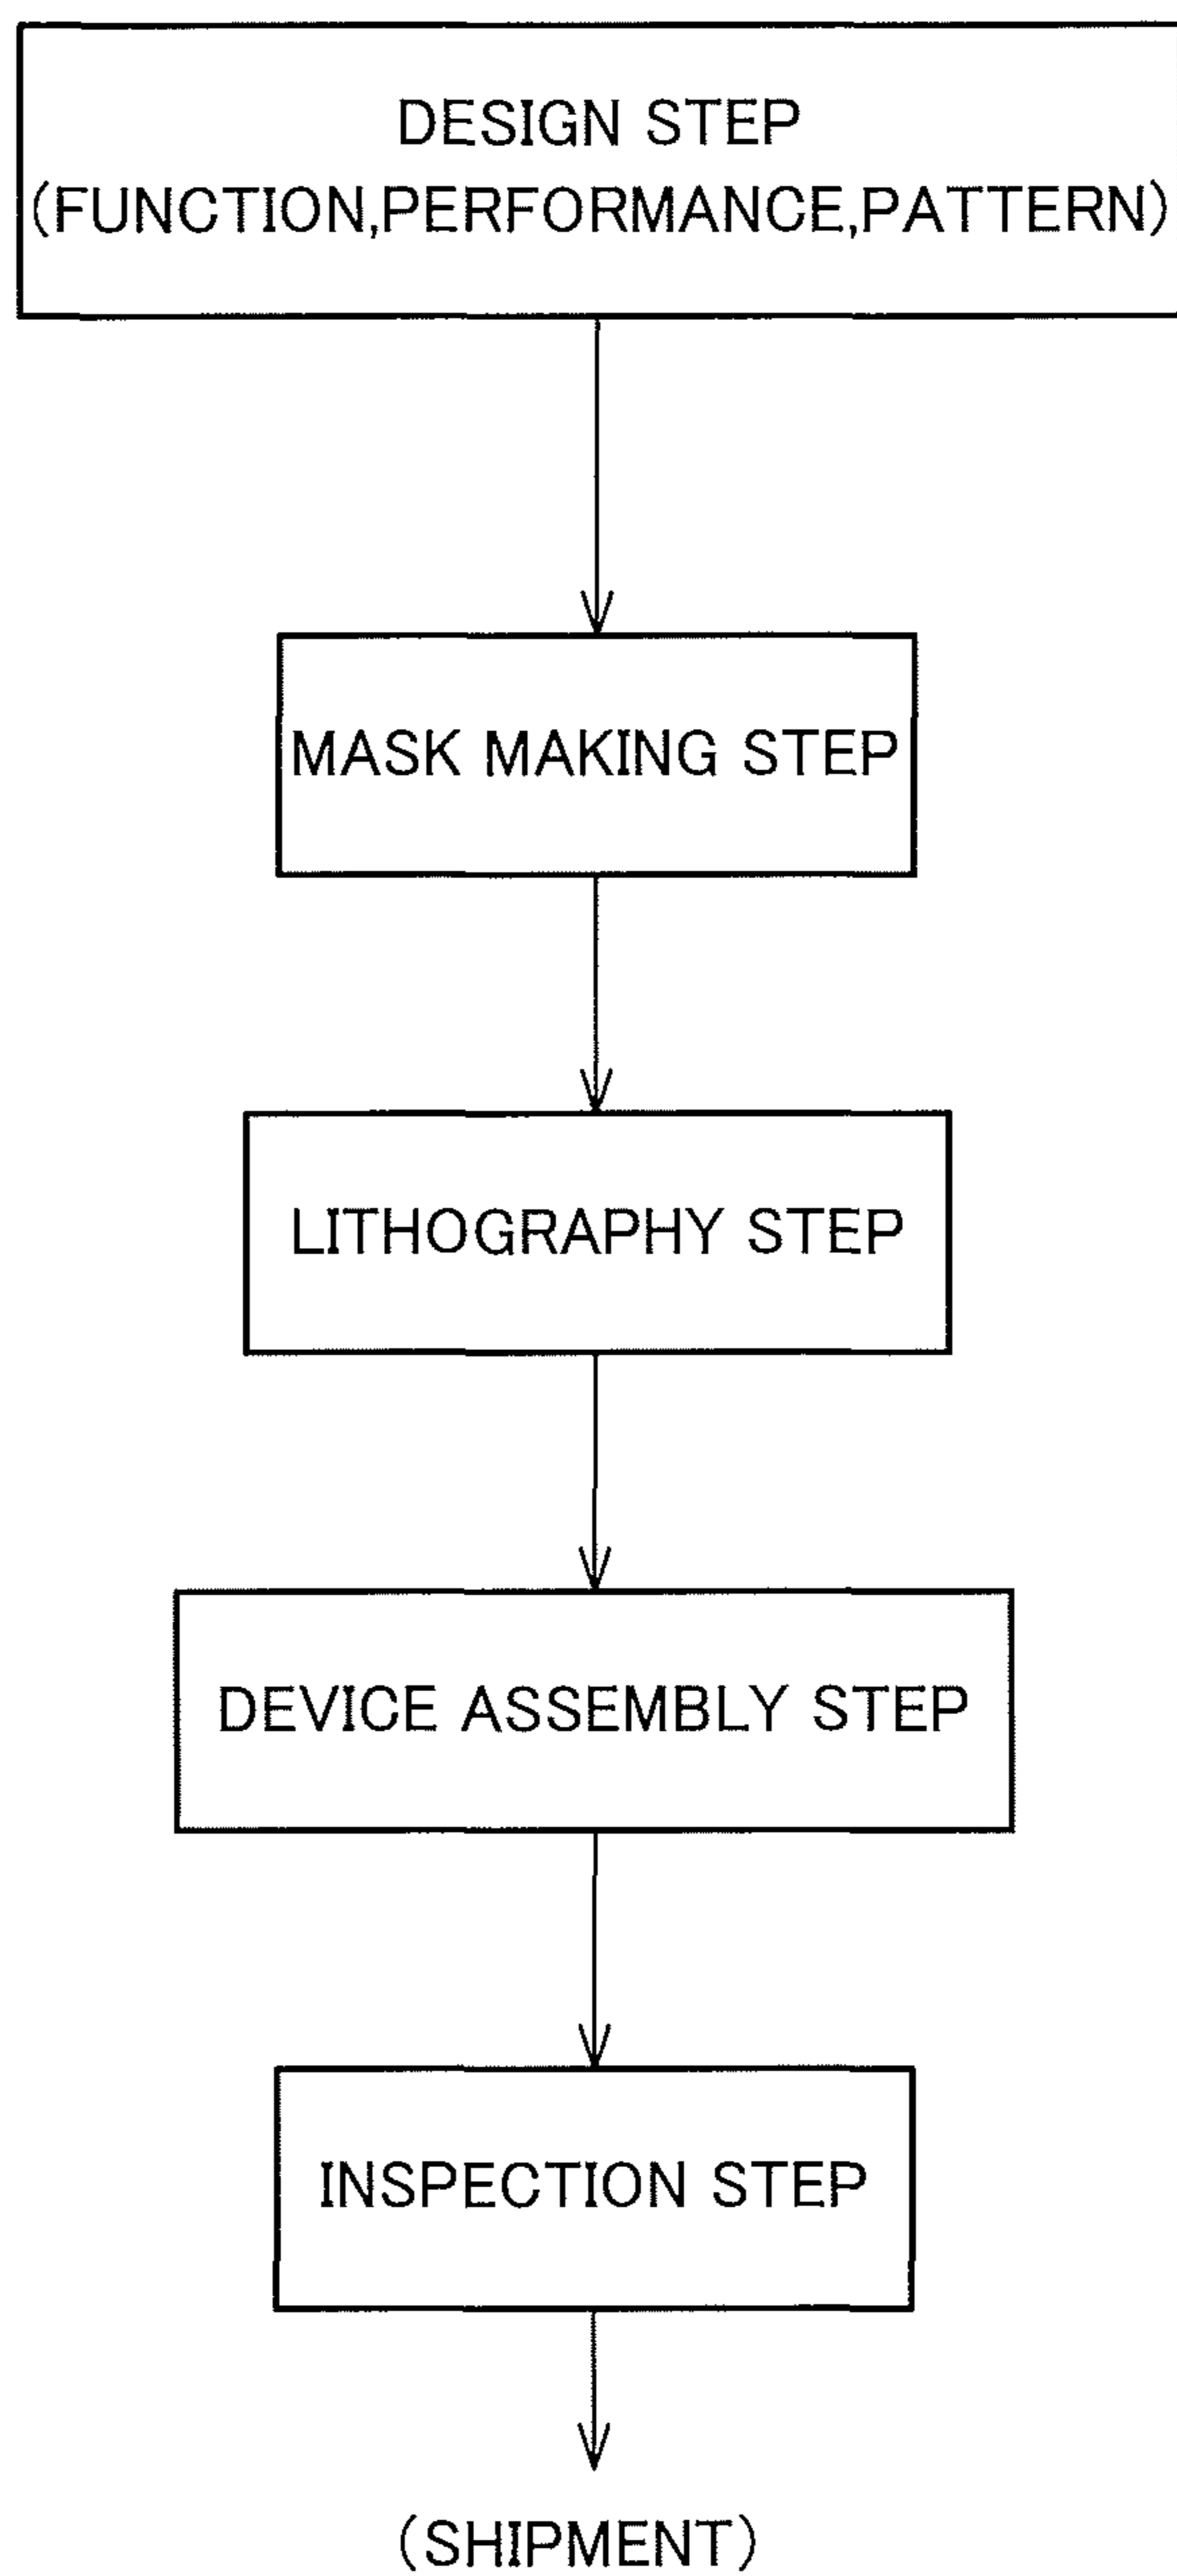 DESIGN STEP
(FUNCTION,PERFORMANCE,PATTERN)
MASK MAKING STEP
LITHOGRAPHY STEP
DEVICE ASSEMBLY STEP
INSPECTION STEP
(SHIPMENT)